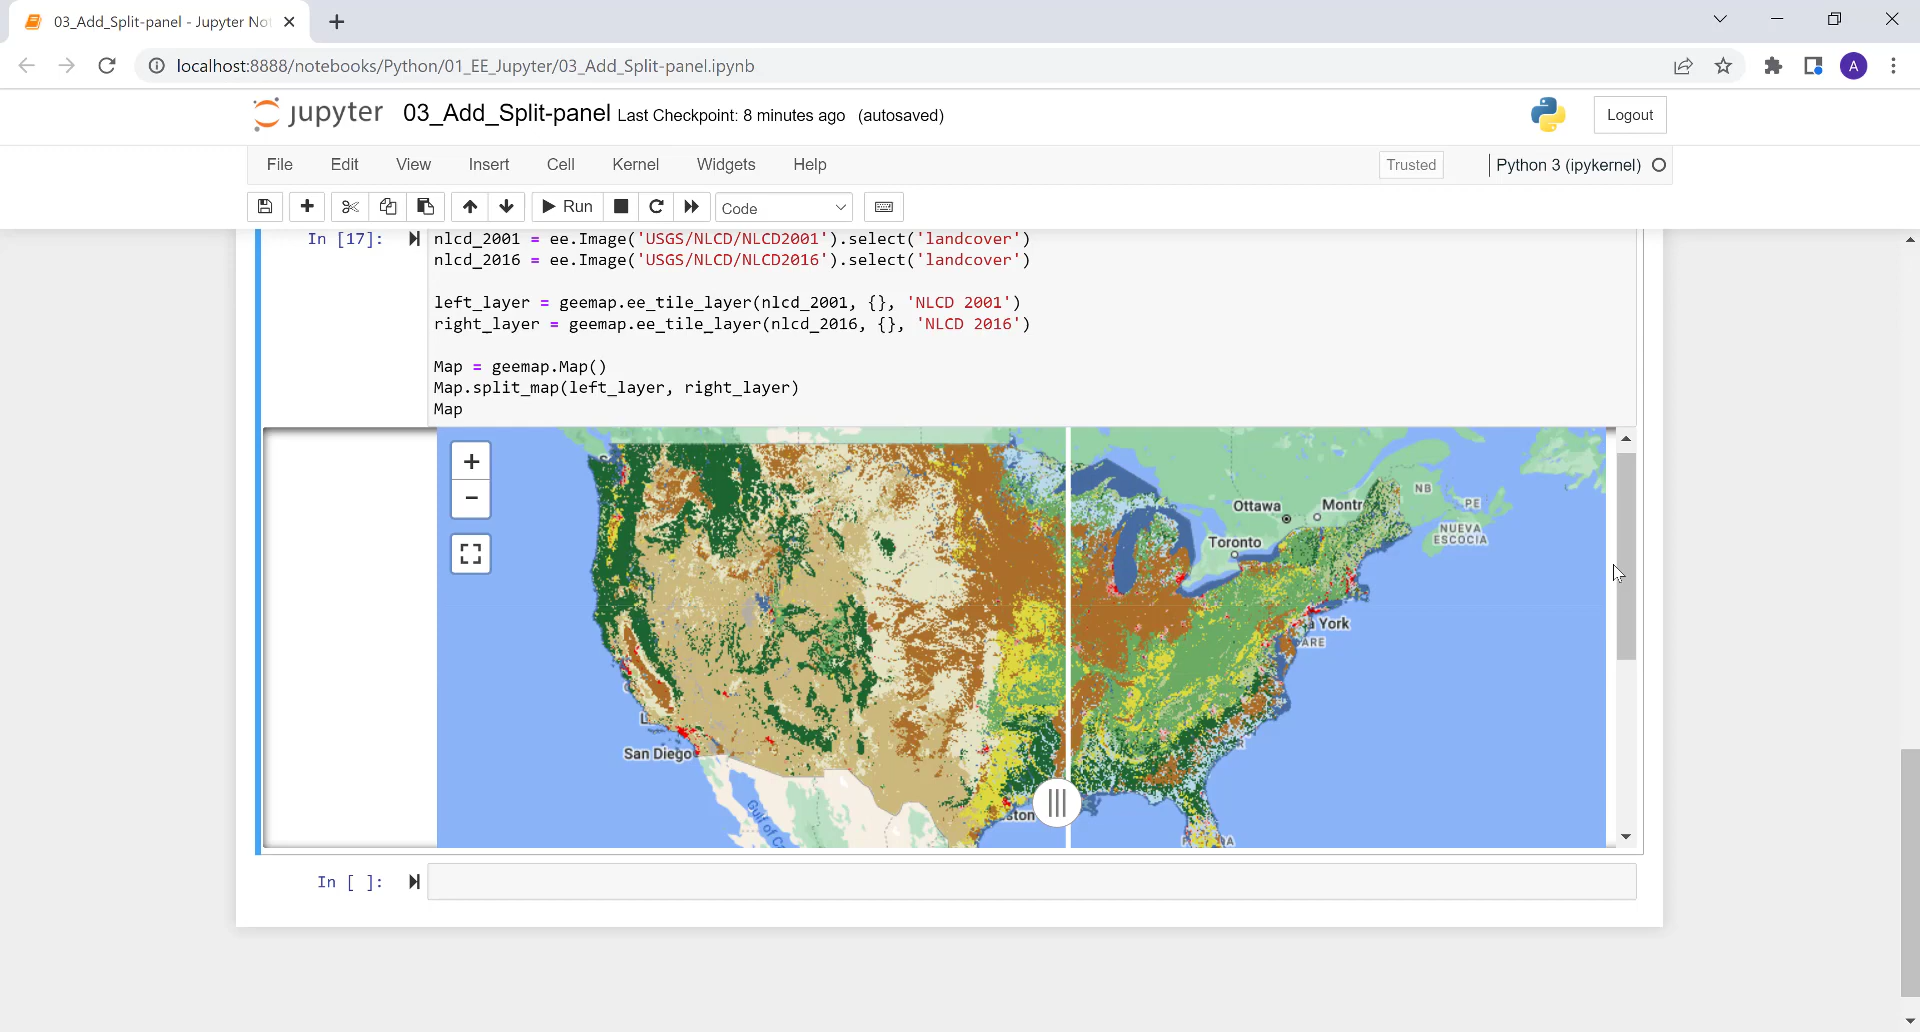 03_Add_Split-panel - Jupyter Not
localhost:8888/notebooks/Python/01_EE_Jupyter/03_Add_Split-panel.ipynb
A
jupyter 03_Add_Split-panel Last Checkpoint: 8 minutes ago (autosaved)
Logout
File Edit View Insert Cell Kernel Widgets Help
Trusted Python 3 (ipykernel)
Run Code
In [17]:
nlcd_2001 = ee.Image('USGS/NLCD/NLCD2001').select('landcover')
nlcd_2016 = ee.Image('USGS/NLCD/NLCD2016').select('landcover')
left_layer = geemap.ee_tile_layer(nlcd_2001, {}, 'NLCD 2001')
right_layer = geemap.ee_tile_layer(nlcd_2016, {}, 'NLCD 2016')
Map = geemap.Map()
Map.split_map(left_layer, right_layer)
Map
+
−
Ottawa
Montr
NB
PE
NUEVA
ESCOCIA
Toronto
a York
ARE
San Diego
Gulf of C
ston
In [ ]: